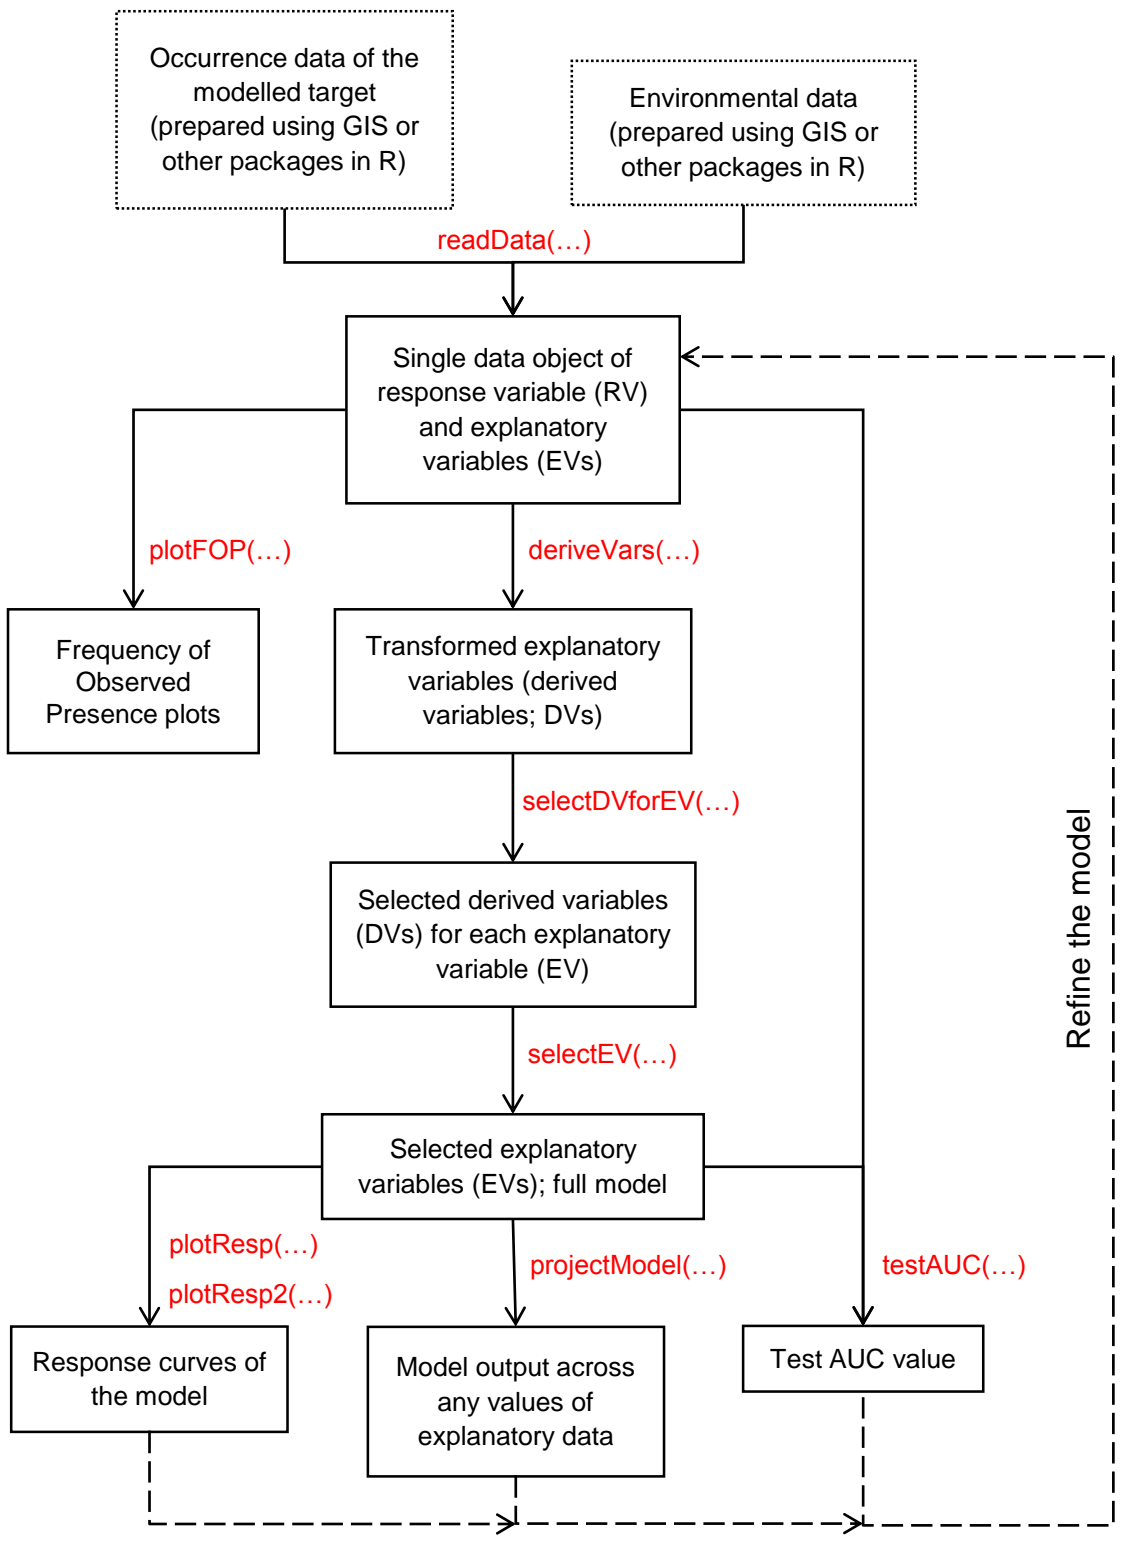 Occurrence data of the
modelled target
(prepared using GIS or
other packages in R)
Environmental data
(prepared using GIS or
other packages in R)
readData(…)
Single data object of
response variable (RV)
and explanatory
variables (EVs)
plotFOP(…)
deriveVars(…)
Frequency of
Observed
Presence plots
Transformed explanatory
variables (derived
variables; DVs)
selectDVforEV(…)
Selected derived variables
(DVs) for each explanatory
variable (EV)
Refine the model
selectEV(…)
Selected explanatory
variables (EVs); full model
plotResp(…)
plotResp2(…)
projectModel(…)
testAUC(…)
Response curves of
the model
Model output across
any values of
explanatory data
Test AUC value